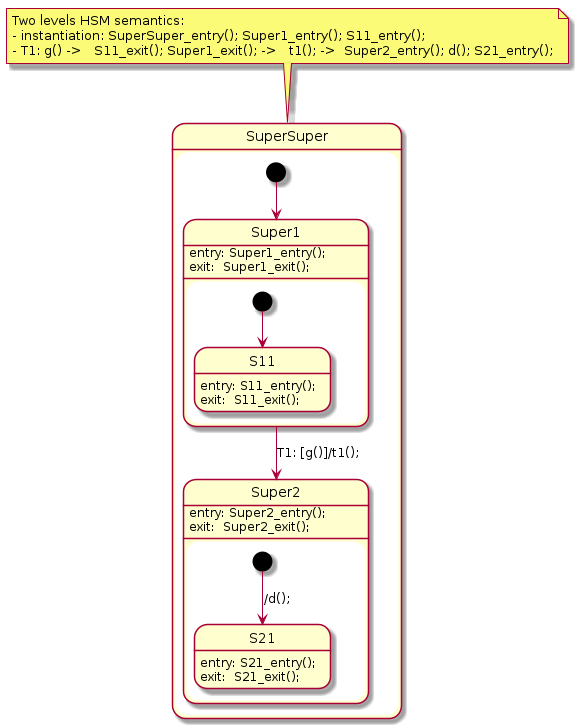 Two levels HSM semantics:
- instantiation: SuperSuper_entry(); Super1_entry(); S11_entry();
- T1: g() ->   S11_exit(); Super1_exit(); ->   t1(); ->  Super2_entry(); d(); S21_entry();
SuperSuper
Super1
entry: Super1_entry();
exit:  Super1_exit();
S11
entry: S11_entry();
exit:  S11_exit();
T1: [g()]/t1();
Super2
entry: Super2_entry();
exit:  Super2_exit();
/d();
S21
entry: S21_entry();
exit:  S21_exit();